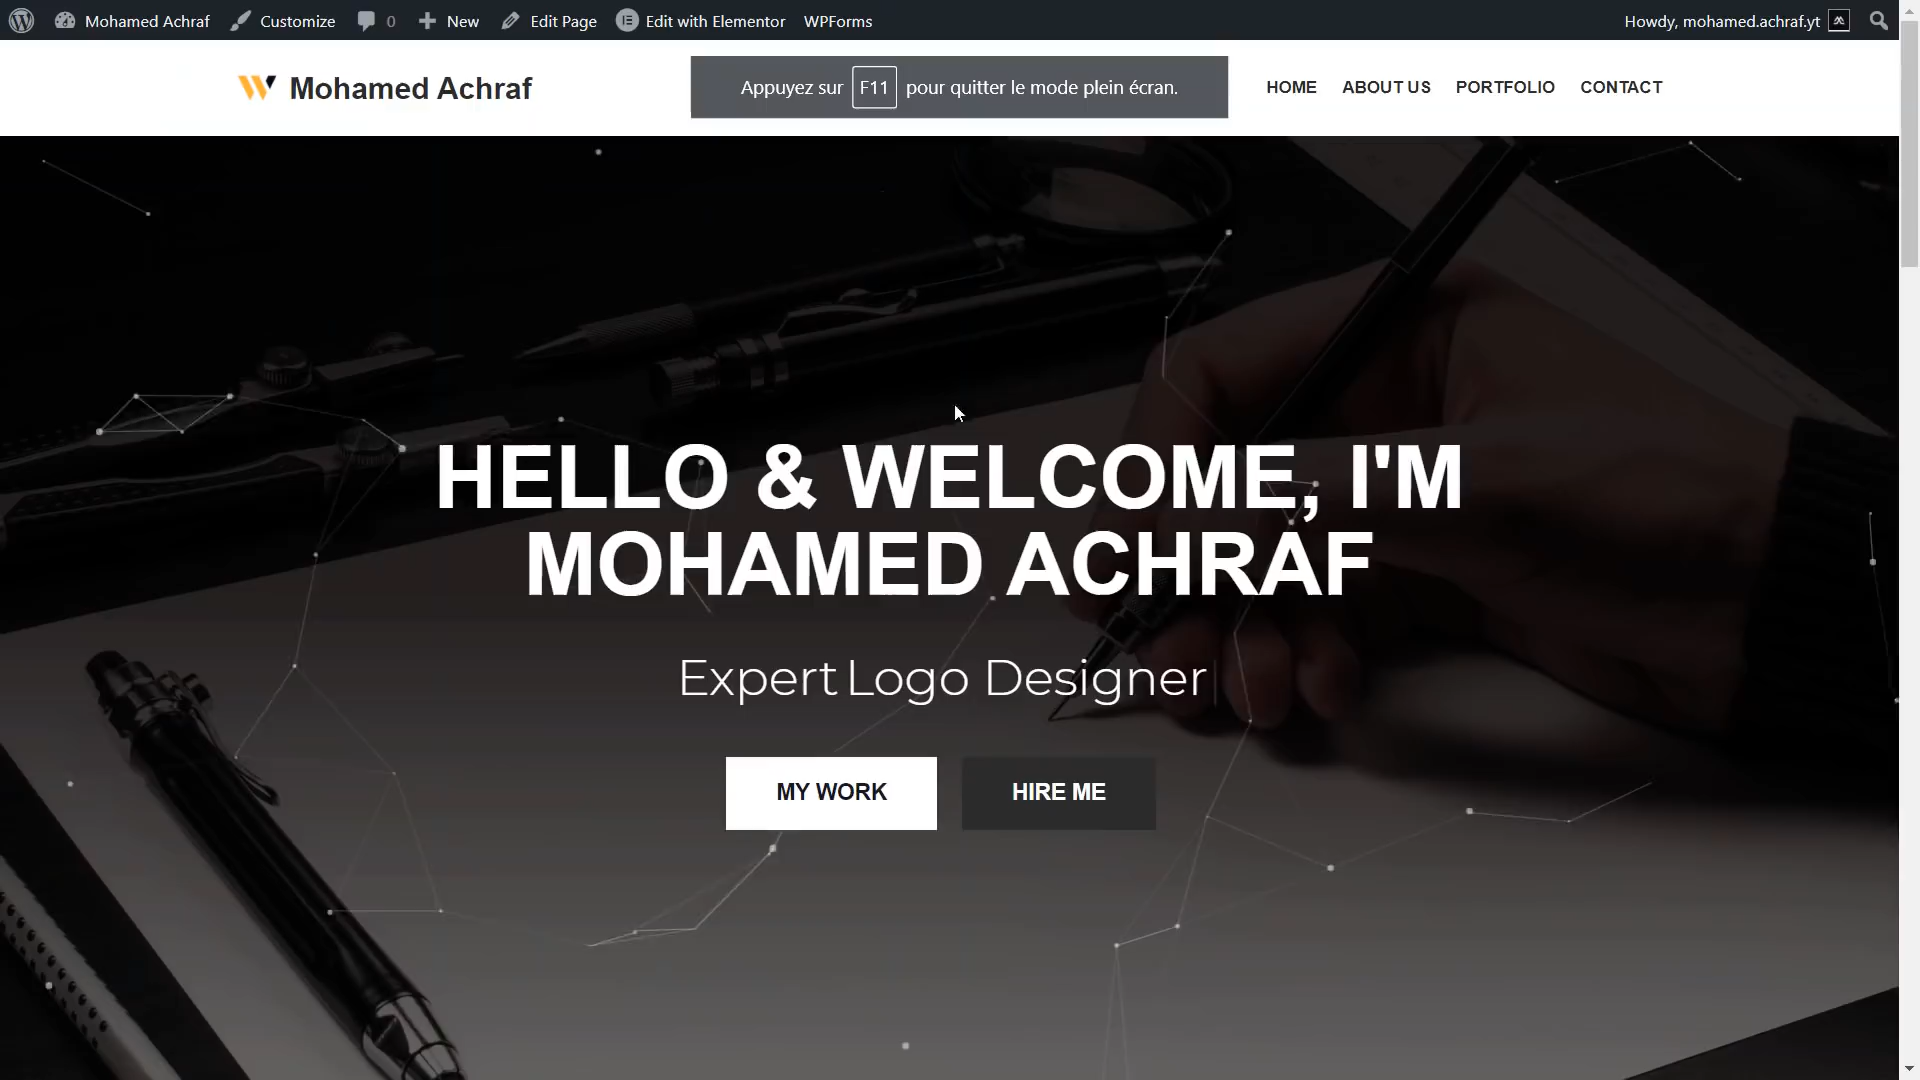 Mohamed Achraf Customize 0 New Edit Page Edit with Elementor WPForms Howdy, mohamed.achraf.yt
Mohamed Achraf
Appuyez sur F11 pour quitter le mode plein écran.
HOME ABOUT US PORTFOLIO CONTACT
HELLO & WELCOME, I'M
MOHAMED ACHRAF
Expert Logo Designer
MY WORK HIRE ME